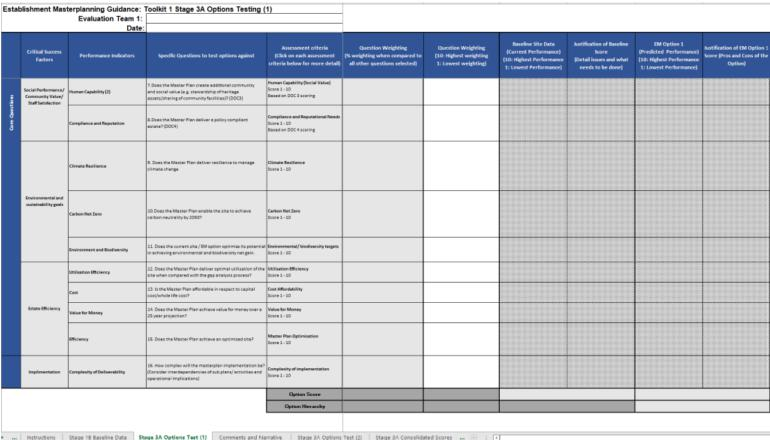 Establishment Masterplanning Guidance: Toolkit 1 Stage 3A Options Testing (1)
Evaluation Team 1:
Date:
Critical Success Factors
Performance Indicators
Specific Questions to test options against
Assessment criteria
(Click on each assessment criteria below for more detail)
Question Weighting
(% weighting when compared to all other questions selected)
Question Weighting
(10: Highest weighting
1: Lowest weighting)
Baseline Site Data
(Current Performance)
(10: Highest Performance
1: Lowest Performance)
Justification of Baseline Score
(Detail issues and what needs to be done)
EM Option 1
(Predicted Performance)
(10: Highest Performance
1: Lowest Performance)
Justification of EM Option 1
Score (Pros and Cons of the Option)
Core Questions
Social Performance/
Community Value/
Staff Satisfaction
Human Capability (2)
7. Does the Master Plan create additional community
and social value (e.g. stewardship of heritage
assets/sharing of community facilities)? (DOC3)
Human Capability (Social Value)
Score 1 - 10
Based on DOC 3 scoring
Compliance and Reputation
8. Does the Master Plan deliver a policy compliant
estate? (DOC4)
Compliance and Reputational Needs
Score 1 - 10
Based on DOC 4 scoring
Environmental and
sustainability goals
Climate Resilience
9. Does the Master Plan deliver resilience to manage
climate change
Climate Resilience
Score 1 - 10
Carbon Net Zero
10. Does the Master Plan enable the site to achieve
carbon neutrality by 2050?
Carbon Net Zero
Score 1 - 10
Environment and Biodiversity
11. Does the current site / EM option optimise its potential
in achieving environmental and biodiversity net gain.
Environmental/ biodiversity targets
Score 1 - 10
Estate Efficiency
Utilisation Efficiency
12. Does the Master Plan deliver optimal utilisation of the
site when compared with the gap analysis process?
Utilisation Efficiency
Score 1 - 10
Cost
13. Is the Master Plan affordable in respect to capital
cost/whole life cost?
Cost Affordability
Score 1 - 10
Value for Money
14. Does the Master Plan achieve value for money over a
25 year projection?
Value for Money
Score 1 - 10
Efficiency
15. Does the Master Plan achieve an optimized site?
Master Plan Optimisation
Score 1 - 10
Implementation
Complexity of Deliverability
16. How complex will the masterplan implementation be?
(Consider interdependencies of sub plans/ activities and
operational implications)
Complexity of implementation
Score 1 - 10
Option Score
Option Hierarchy
Instructions
Stage 1B Baseline Data
Stage 3A Options Test (1)
Comments and Narrative
Stage 3A Options Test (2)
Stage 3A Consolidated Scores